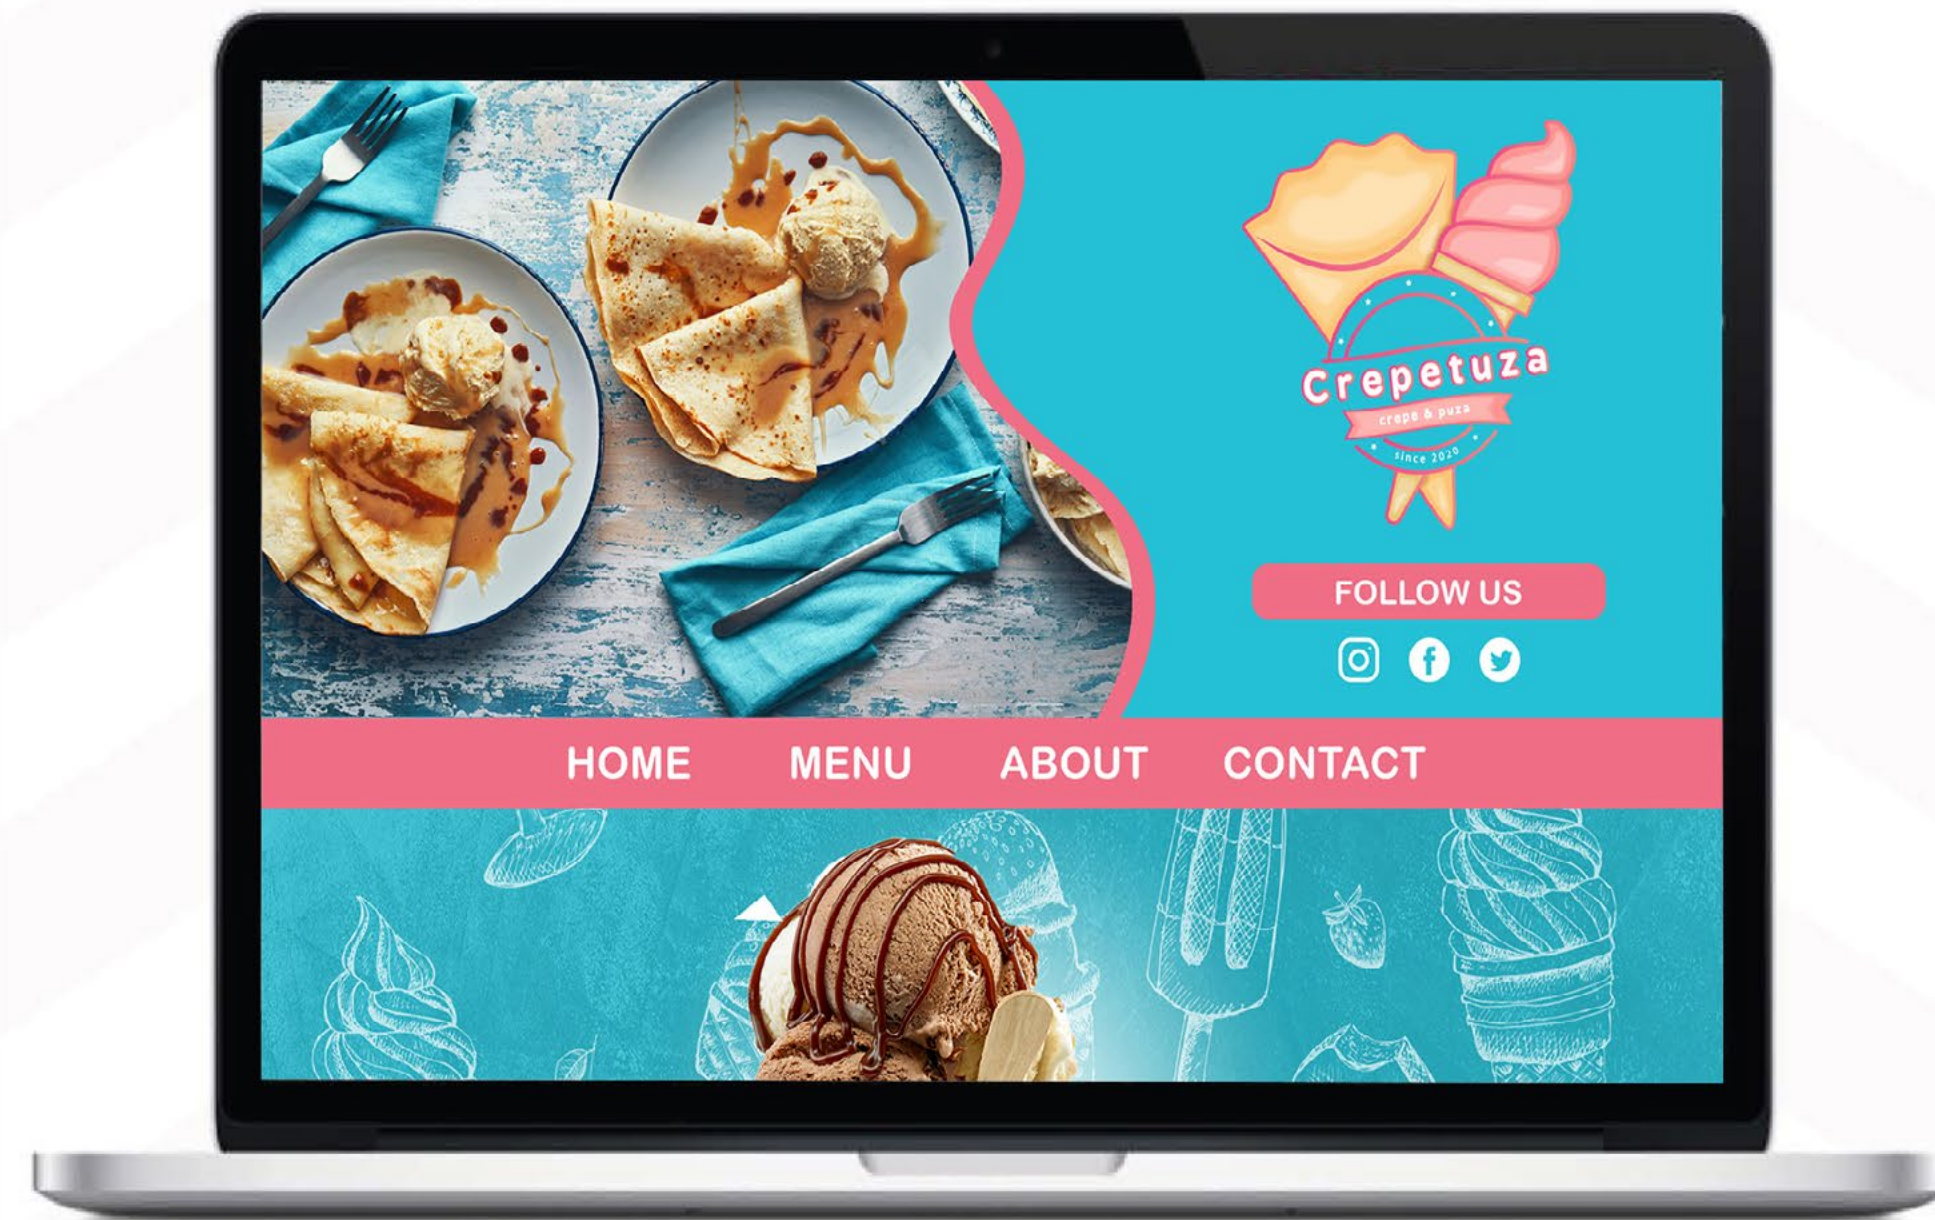 Crepetuza
crepe & puza
since 2020
FOLLOW US
HOME MENU ABOUT CONTACT